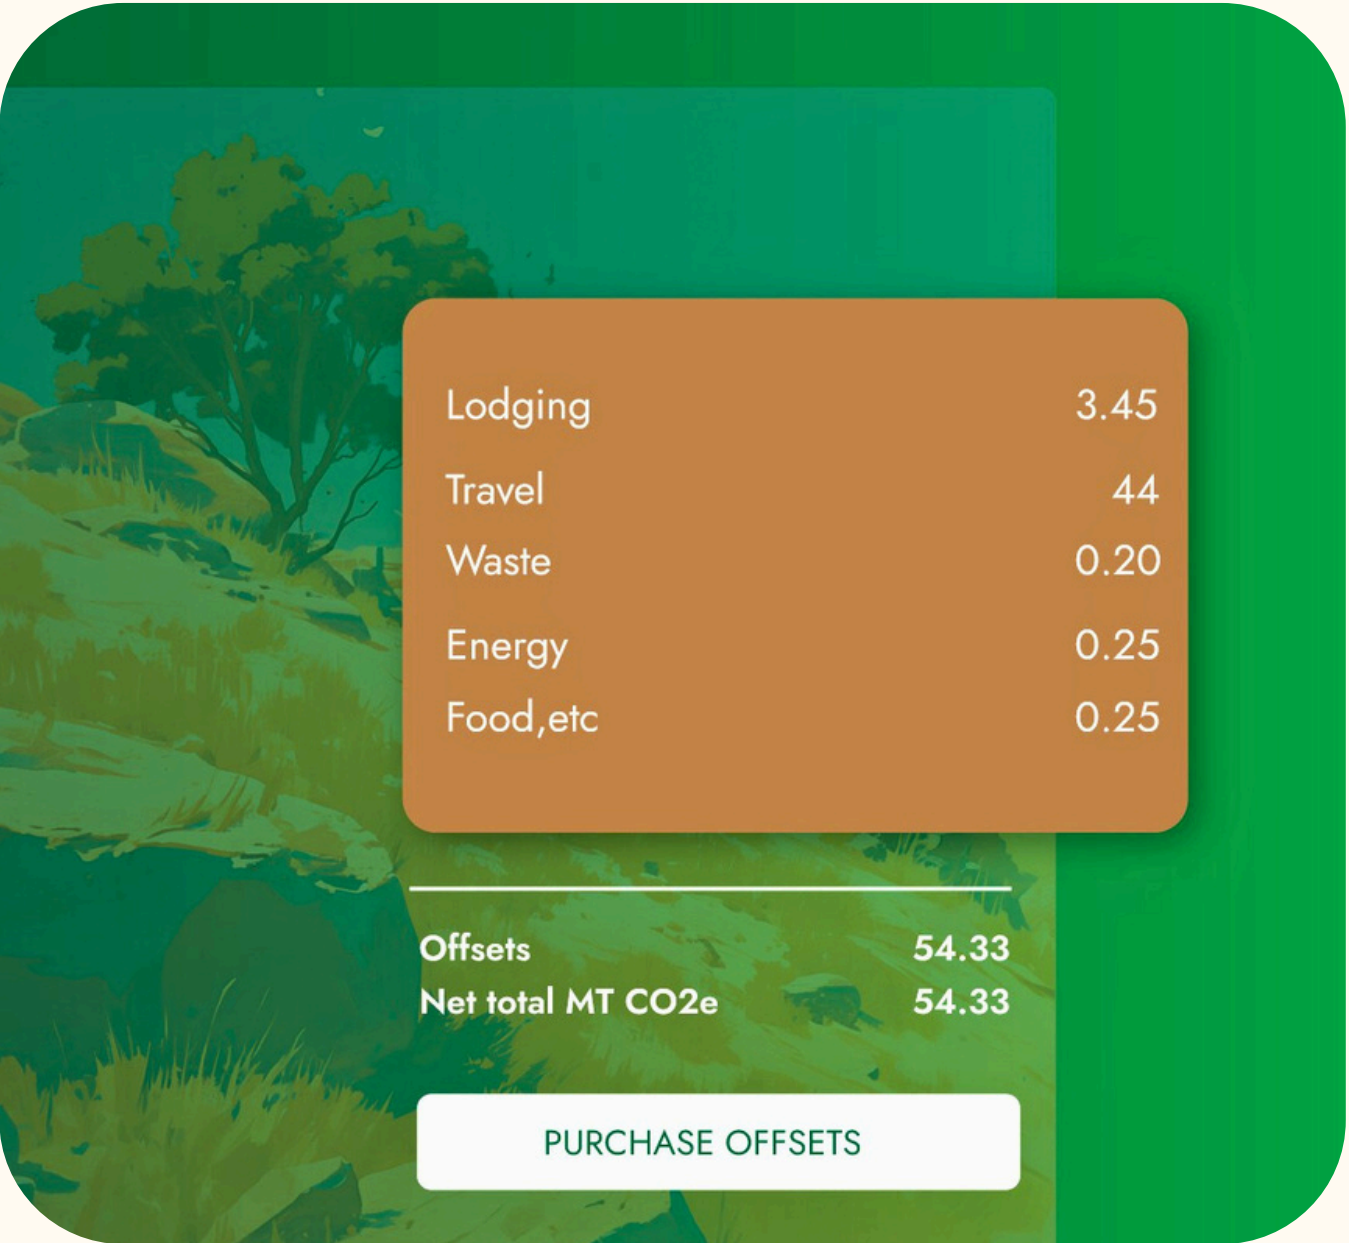 Lodging 3.45
Travel 44
Waste 0.20
Energy 0.25
Food,etc 0.25
Offsets 54.33
Net total MT CO2e 54.33
PURCHASE OFFSETS